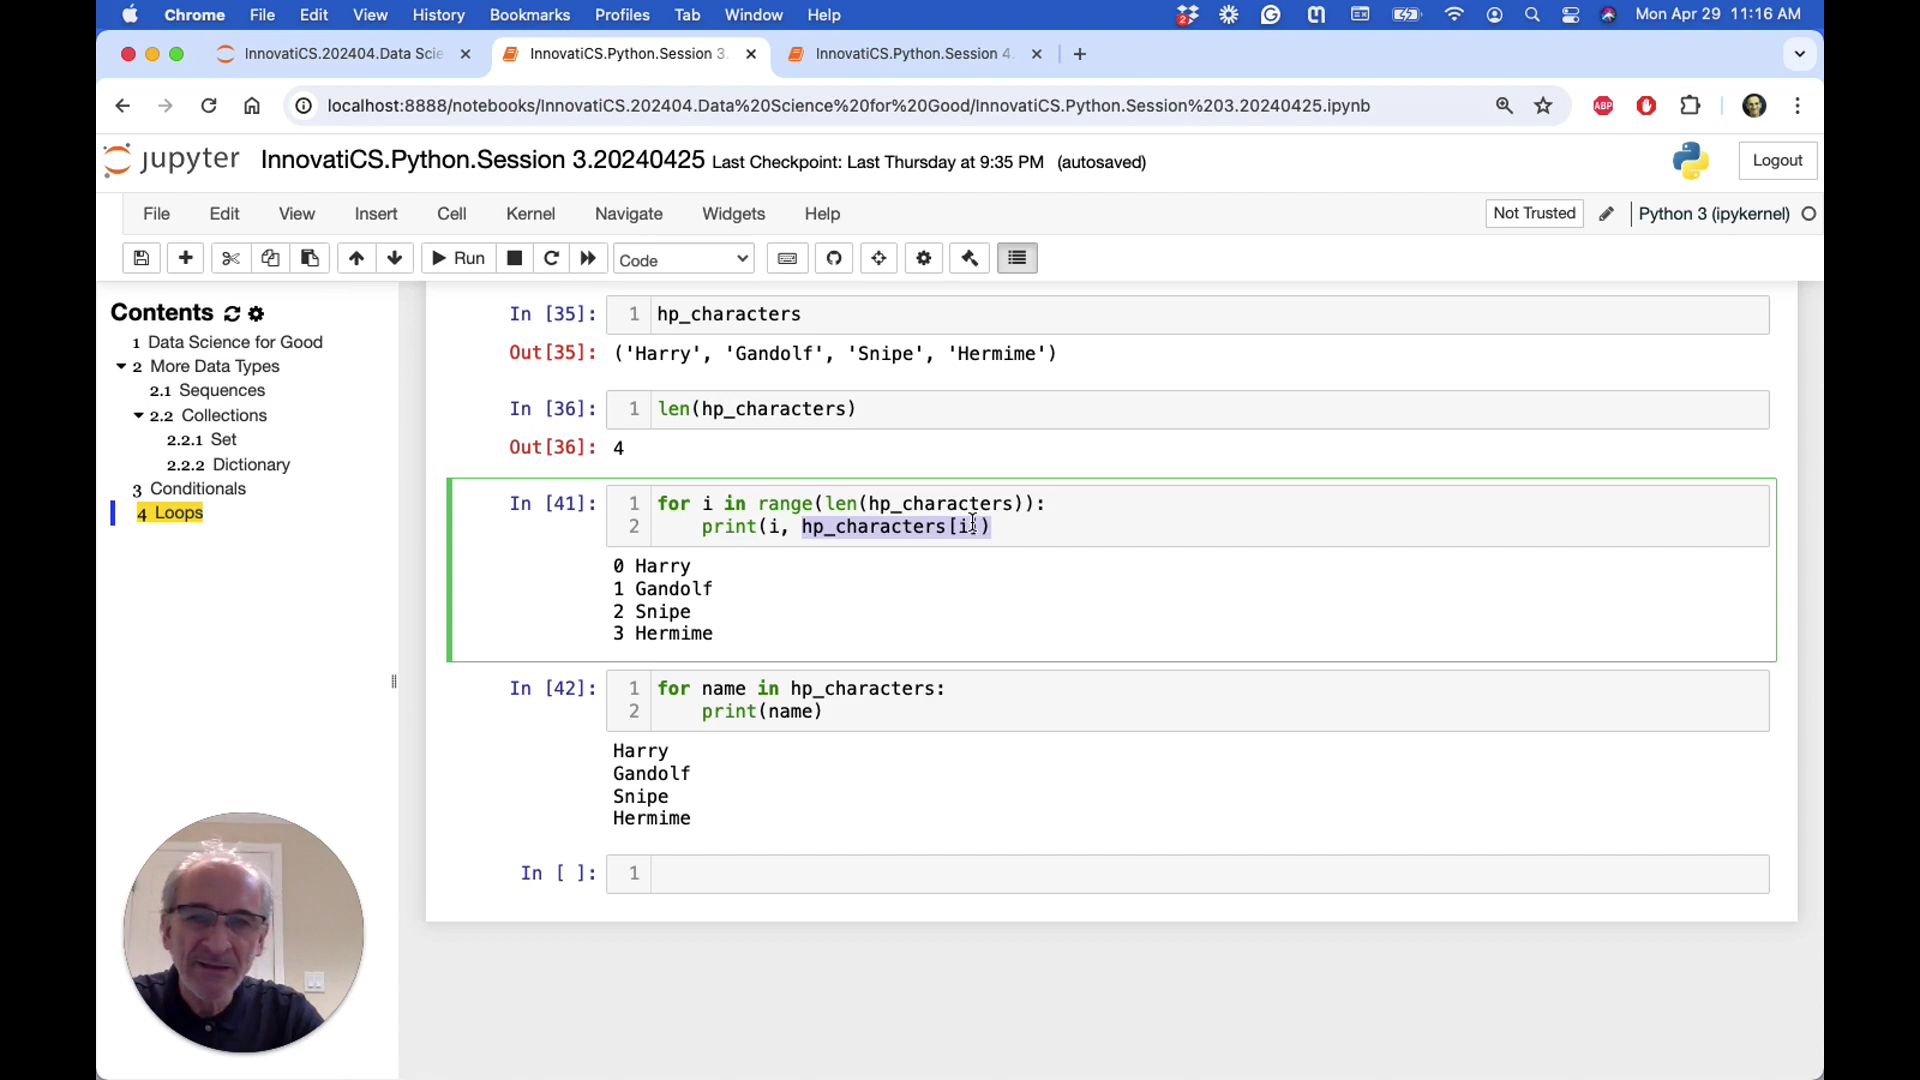 Chrome File Edit View History Bookmarks Profiles Tab Window Help 2 Mon Apr 29 11:16 AM
InnovatiCS.202404.Data Scie InnovatiCS.Python.Session 3. InnovatiCS.Python.Session 4.
localhost:8888/notebooks/InnovatiCS.202404.Data%20Science%20for%20Good/InnovatiCS.Python.Session%203.20240425.ipynb ABP
jupyter InnovatiCS.Python.Session 3.20240425 Last Checkpoint: Last Thursday at 9:35 PM (autosaved) Logout
File Edit View Insert Cell Kernel Navigate Widgets Help Not Trusted Python 3 (ipykernel)
Run Code
Contents
1 Data Science for Good
2 More Data Types
2.1 Sequences
2.2 Collections
2.2.1 Set
2.2.2 Dictionary
3 Conditionals
4 Loops
In [35]: 1 hp_characters
Out[35]: ('Harry', 'Gandolf', 'Snipe', 'Hermime')
In [36]: 1 len(hp_characters)
Out[36]: 4
In [41]: 1 for i in range(len(hp_characters)):
2 print(i, hp_characters[i])
0 Harry
1 Gandolf
2 Snipe
3 Hermime
In [42]: 1 for name in hp_characters:
2 print(name)
Harry
Gandolf
Snipe
Hermime
In [ ]: 1